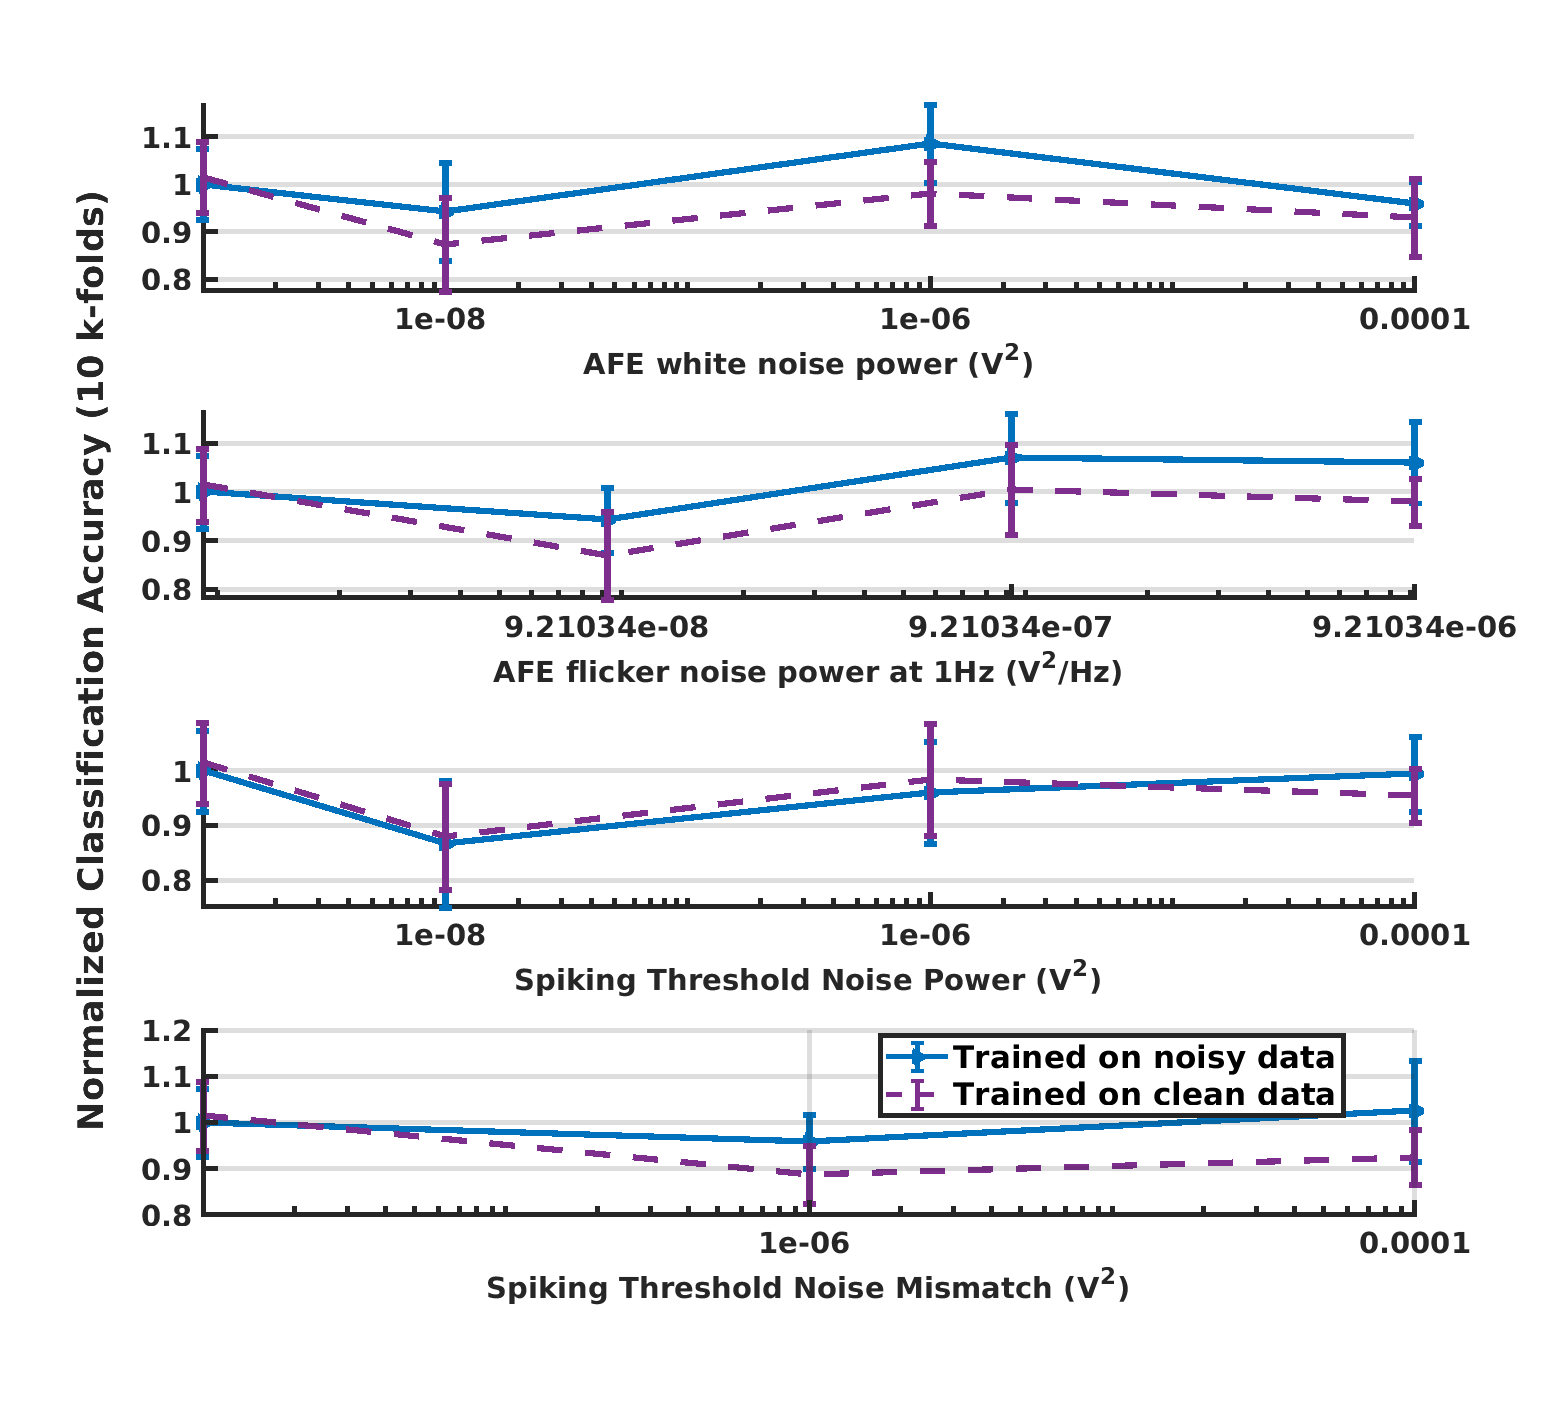 Normalized Classification Accuracy (10 k-folds)
1.1
1
0.9
0.8
1e-08 1e-06 0.0001
AFE white noise power (V²)
1.1
1
0.9
0.8
9.21034e-08 9.21034e-07 9.21034e-06
AFE flicker noise power at 1Hz (V²/Hz)
1
0.9
0.8
1e-08 1e-06 0.0001
Spiking Threshold Noise Power (V²)
1.2
1.1
1
0.9
0.8
Trained on noisy data
Trained on clean data
1e-06 0.0001
Spiking Threshold Noise Mismatch (V²)